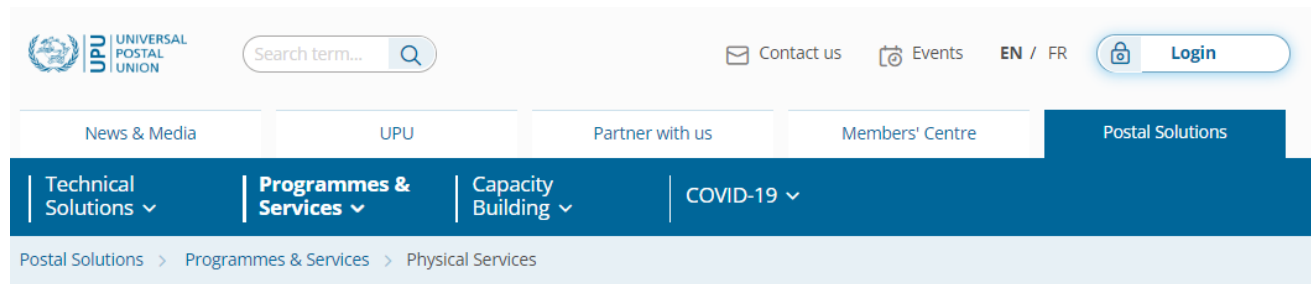 UPU UNIVERSAL
POSTAL
UNION
Search term...
Contact us
Events
EN / FR
Login
News & Media
UPU
Partner with us
Members' Centre
Postal Solutions
Technical
Solutions
Programmes &
Services
Capacity
Building
COVID-19
Postal Solutions > Programmes & Services > Physical Services